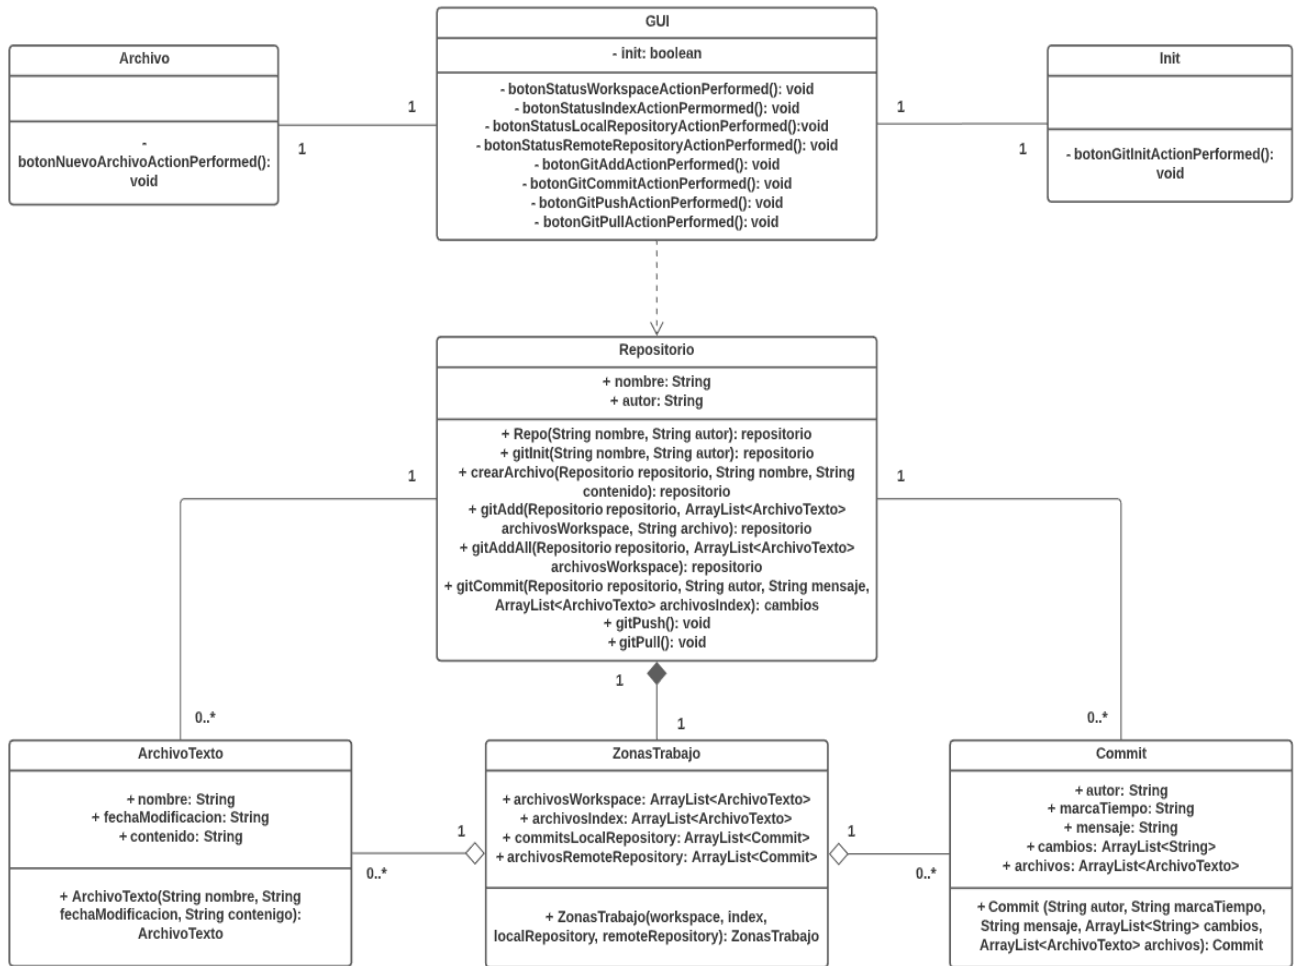 GUI
- init: boolean
- botonStatusWorkspaceActionPerformed(): void
- botonStatusIndexActionPermormed(): void
- botonStatusLocalRepositoryActionPerformed():void
- botonStatusRemoteRepositoryActionPerformed(): void
- botonGitAddActionPerformed(): void
- botonGitCommitActionPerformed(): void
- botonGitPushActionPerformed(): void
- botonGitPullActionPerformed(): void
Archivo
-
botonNuevoArchivoActionPerformed():
void
1
1
Init
- botonGitInitActionPerformed():
void
1
1
Repositorio
+ nombre: String
+ autor: String
+ Repo(String nombre, String autor): repositorio
+ gitInit(String nombre, String autor): repositorio
+ crearArchivo(Repositorio repositorio, String nombre, String
contenido): repositorio
+ gitAdd(Repositorio repositorio, ArrayList<ArchivoTexto>
archivosWorkspace, String archivo): repositorio
+ gitAddAll(Repositorio repositorio, ArrayList<ArchivoTexto>
archivosWorkspace): repositorio
+ gitCommit(Repositorio repositorio, String autor, String mensaje,
ArrayList<ArchivoTexto> archivosIndex): cambios
+ gitPush(): void
+ gitPull(): void
1
1
1
1
0..*
0..*
ArchivoTexto
+ nombre: String
+ fechaModificacion: String
+ contenido: String
+ ArchivoTexto(String nombre, String
fechaModificacion, String contenigo):
ArchivoTexto
1
0..*
ZonasTrabajo
+ archivosWorkspace: ArrayList<ArchivoTexto>
+ archivosIndex: ArrayList<ArchivoTexto>
+ commitsLocalRepository: ArrayList<Commit>
+ archivosRemoteRepository: ArrayList<Commit>
+ ZonasTrabajo(workspace, index,
localRepository, remoteRepository): ZonasTrabajo
1
0..*
Commit
+ autor: String
+ marcaTiempo: String
+ mensaje: String
+ cambios: ArrayList<String>
+ archivos: ArrayList<ArchivoTexto>
+ Commit (String autor, String marcaTiempo,
String mensaje, ArrayList<String> cambios,
ArrayList<ArchivoTexto> archivos): Commit